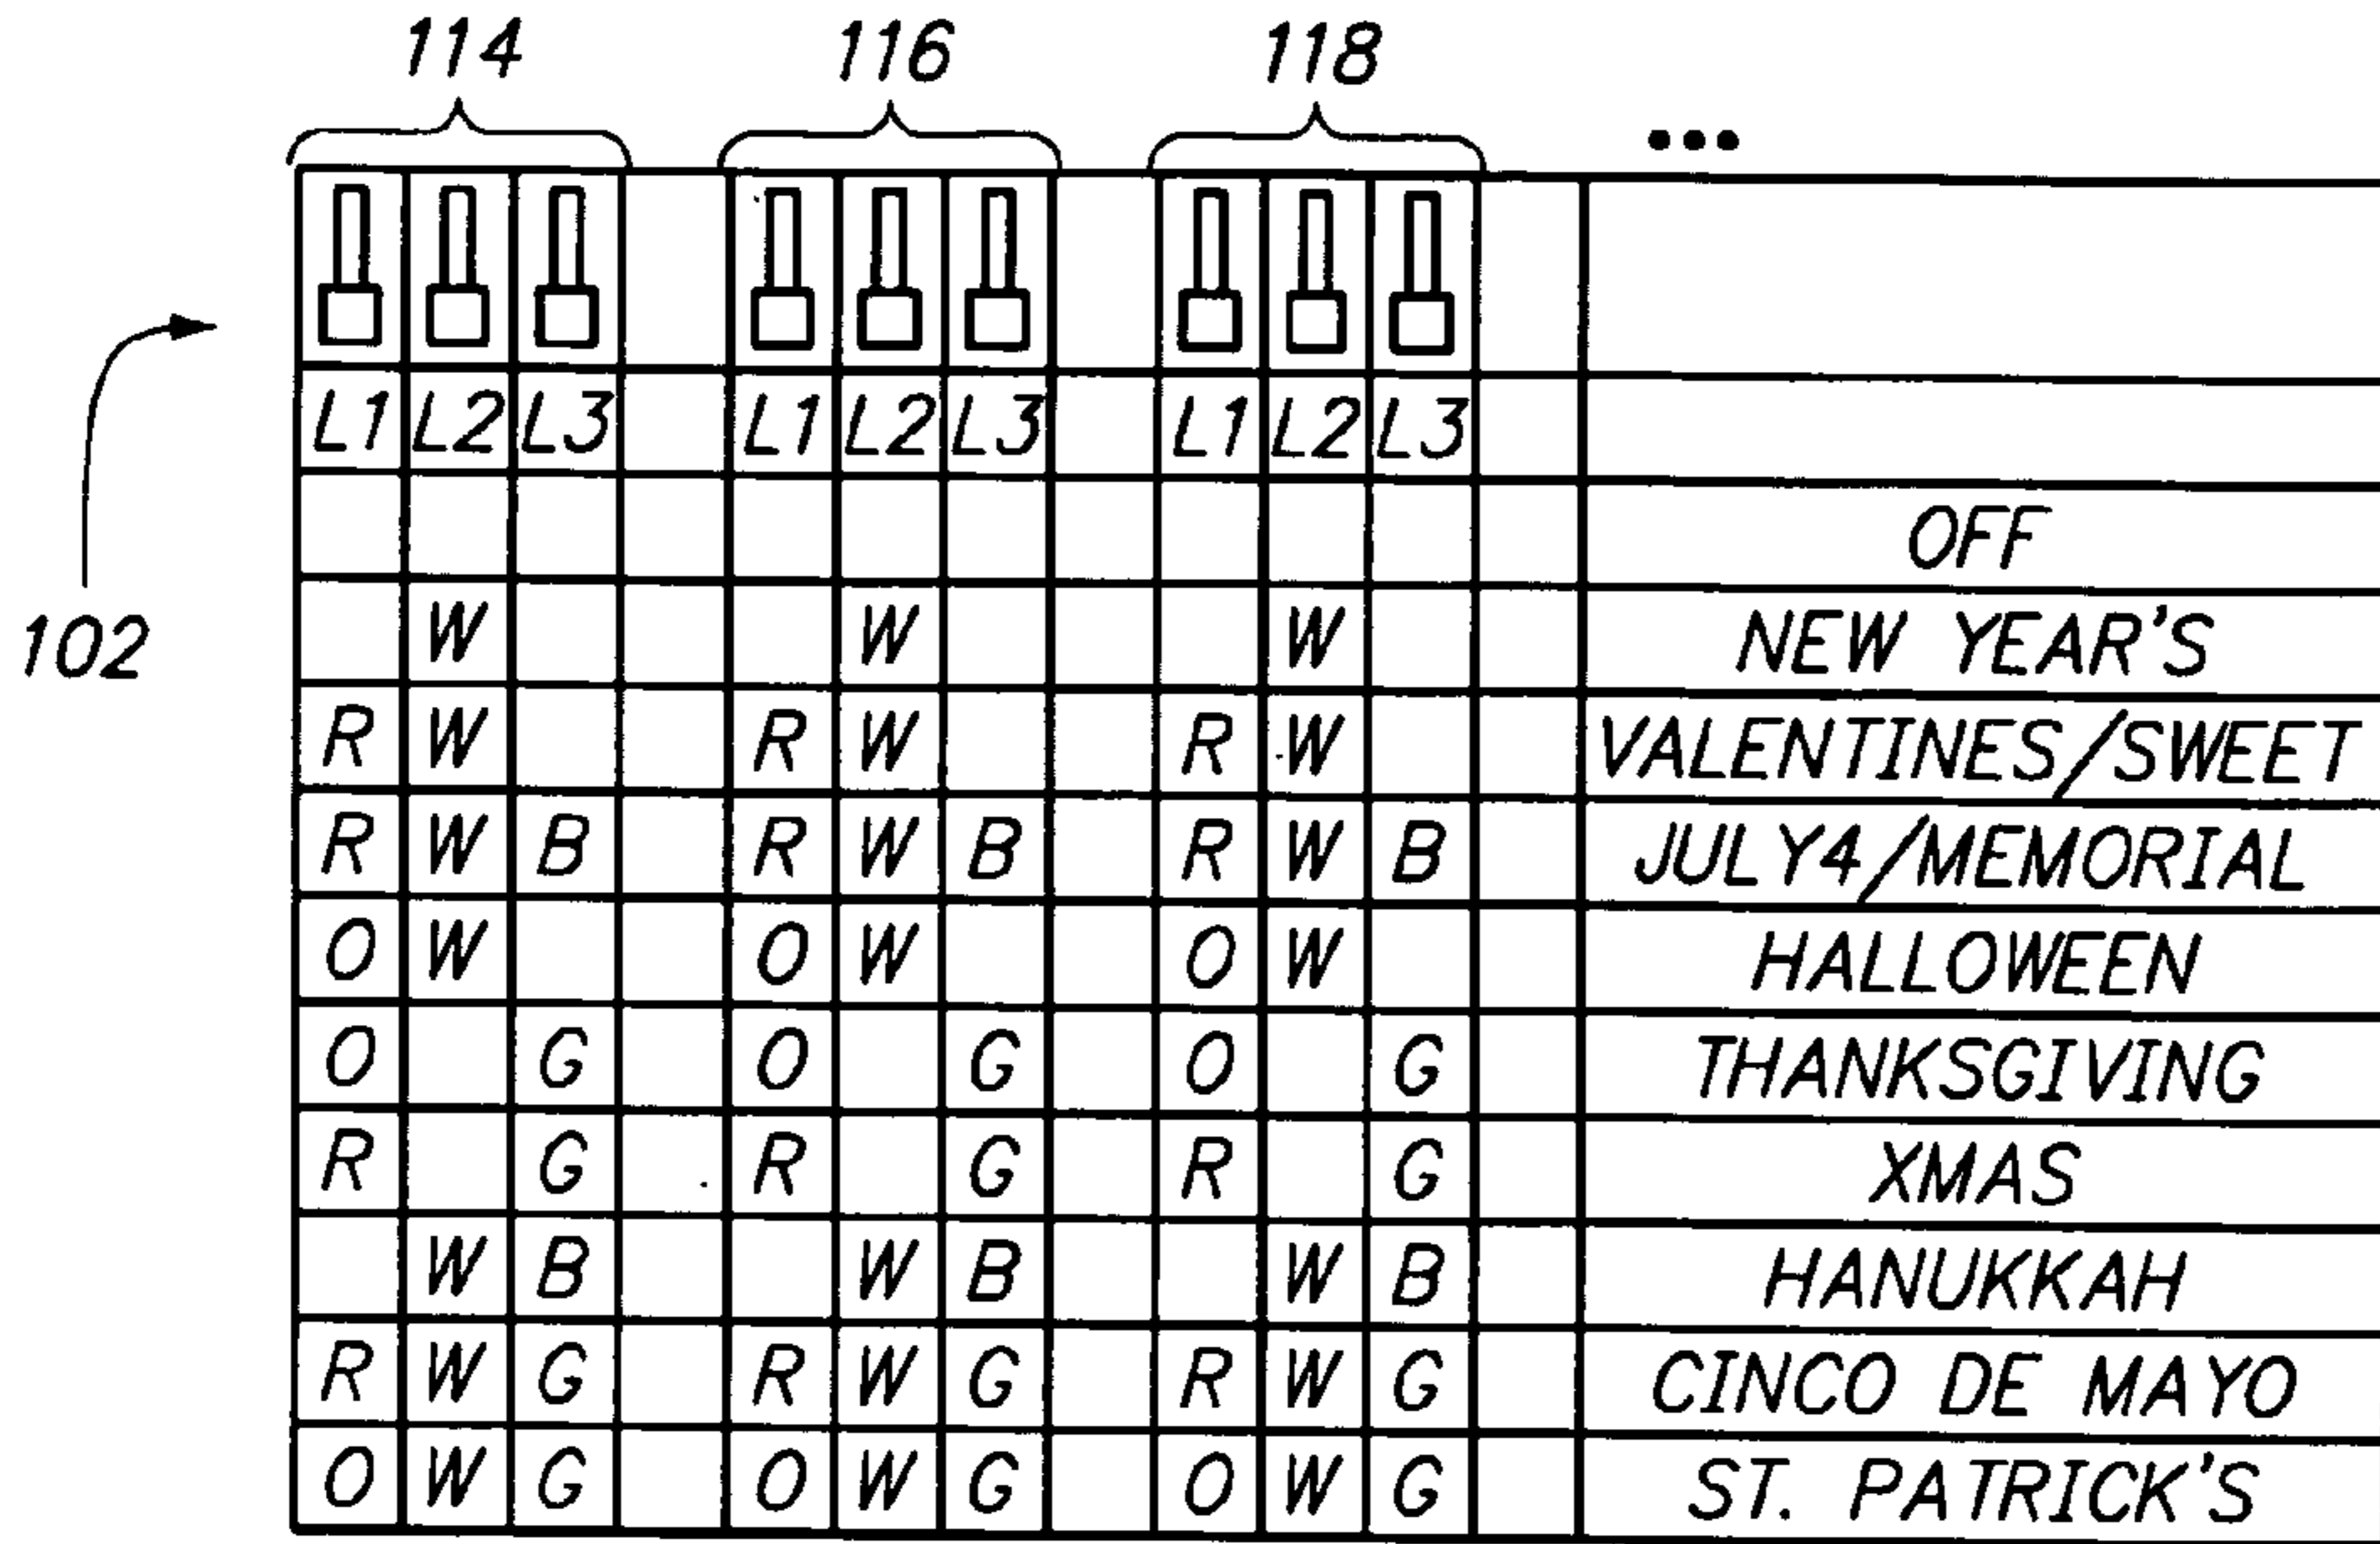 114 116 118
•••
L1 L2 L3 L1 L2 L3 L1 L2 L3
OFF
102
W W W NEW YEAR'S
R W R W R W VALENTINES/SWEET
R W B R W B R W B JULY4/MEMORIAL
O W O W O W HALLOWEEN
O G O G O G THANKSGIVING
R G R G R G XMAS
W B W B W B HANUKKAH
R W G R W G R W G CINCO DE MAYO
O W G O W G O W G ST. PATRICK'S